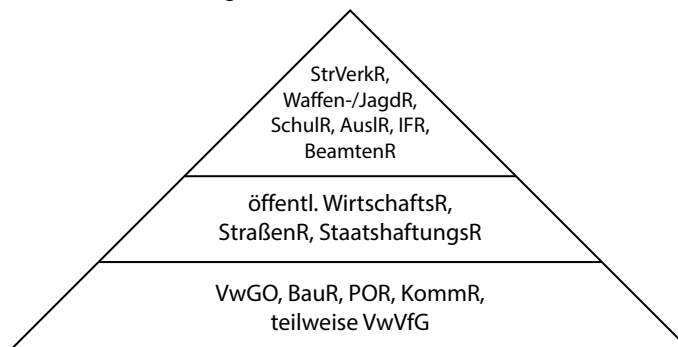 StrVerkR,
Waffen-/JagdR,
SchulR, AuslR, IFR,
BeamtenR
öffentl. WirtschaftsR,
StraßenR, StaatshaftungsR
VwGO, BauR, POR, KommR,
teilweise VwVfG